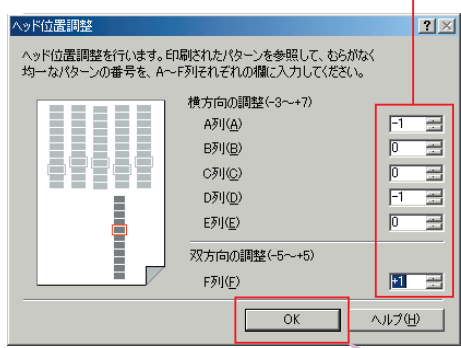 ヘッド位置調整
ヘッド位置調整を行います。印刷されたパターンを参照して、むらがなく
均一なパターンの番号を、A～F列それぞれの欄に入力してください。
横方向の調整(-3～+7)
A列(A) -1
B列(B) 0
C列(C) 0
D列(D) -1
E列(E) 0
双方向の調整(-5～+5)
F列(F) +1
OK ヘルプ(H)